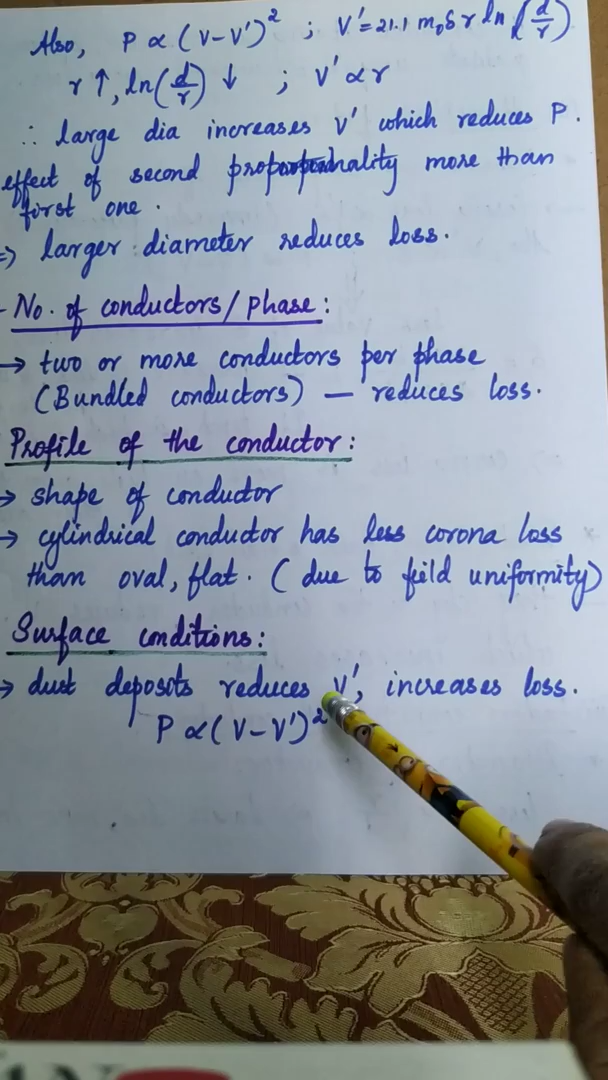 Also, P ∝ (V-V')² ; V' = 21.1 m₀ δ r ln (d/r)
r ↑, ln(d/r) ↓ ; V' ∝ r
∴ large dia increases V' which reduces P.
effect of second proportionality more than
first one.
⇒ larger diameter reduces loss.
- No. of conductors/phase:
→ two or more conductors per phase
(Bundled conductors) — reduces loss.
Profile of the conductor:
→ shape of conductor
→ cylindrical conductor has less corona loss
than oval, flat. (due to field uniformity)
Surface conditions:
→ dust deposits reduces V', increases loss.
P ∝ (V-V')²